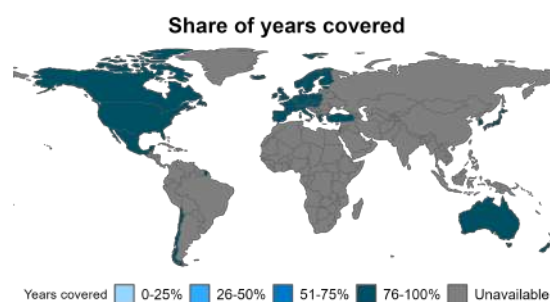 Share of years covered
Years covered 0-25% 26-50% 51-75% 76-100% Unavailable